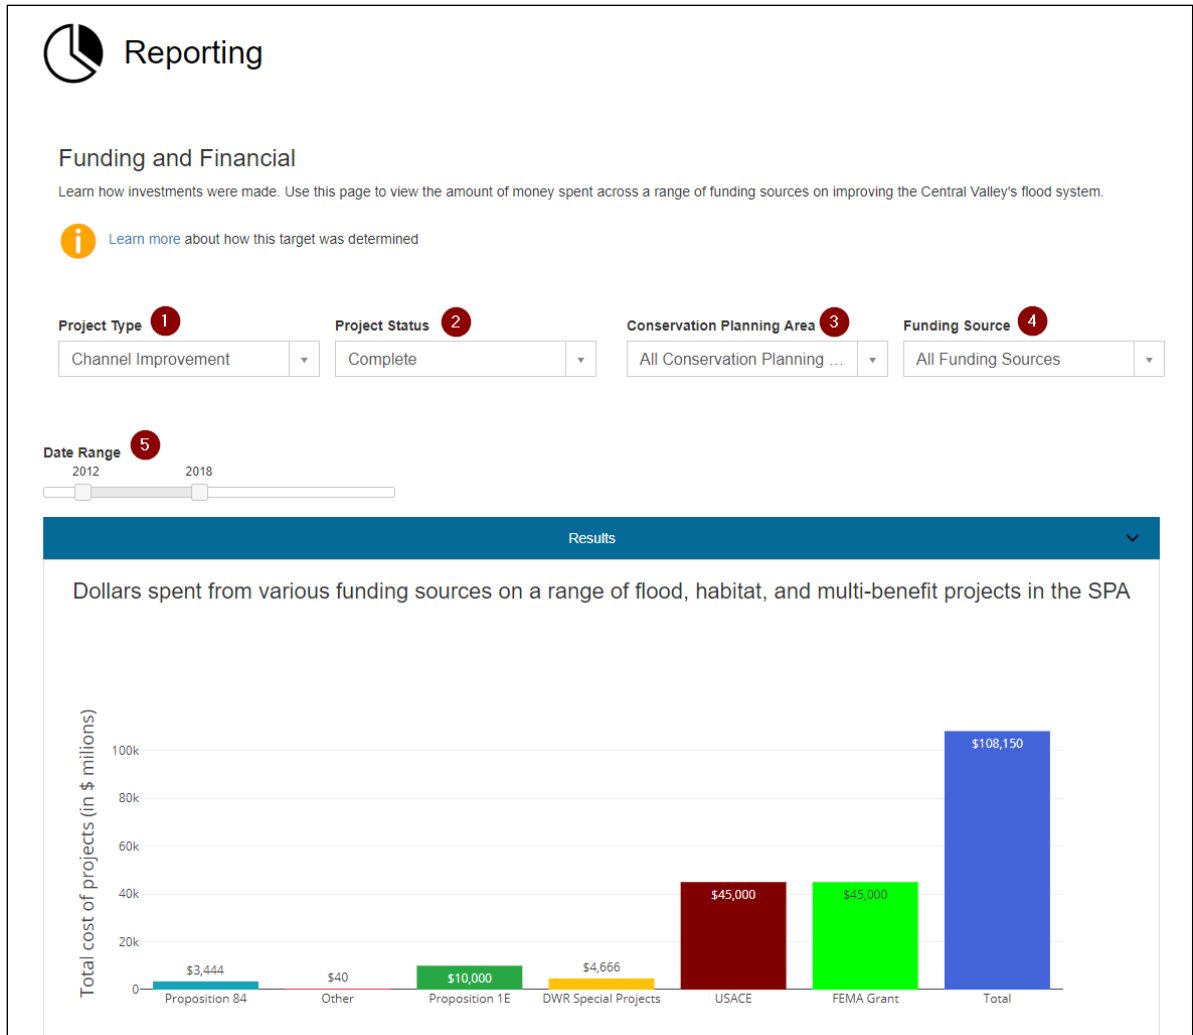 Reporting
Funding and Financial
Learn how investments were made. Use this page to view the amount of money spent across a range of funding sources on improving the Central Valley's flood system.
i
Learn more about how this target was determined
Project Type 1 Project Status 2 Conservation Planning Area 3 Funding Source 4
Channel Improvement Complete All Conservation Planning ... All Funding Sources
Date Range 5
2012 2018
Results
Dollars spent from various funding sources on a range of flood, habitat, and multi-benefit projects in the SPA
Total cost of projects (in $ milions)
100k
80k
60k
40k
20k
0
$3,444 $40 $10,000 $4,666 $45,000 $45,000 $108,150
Proposition 84 Other Proposition 1E DWR Special Projects USACE FEMA Grant Total